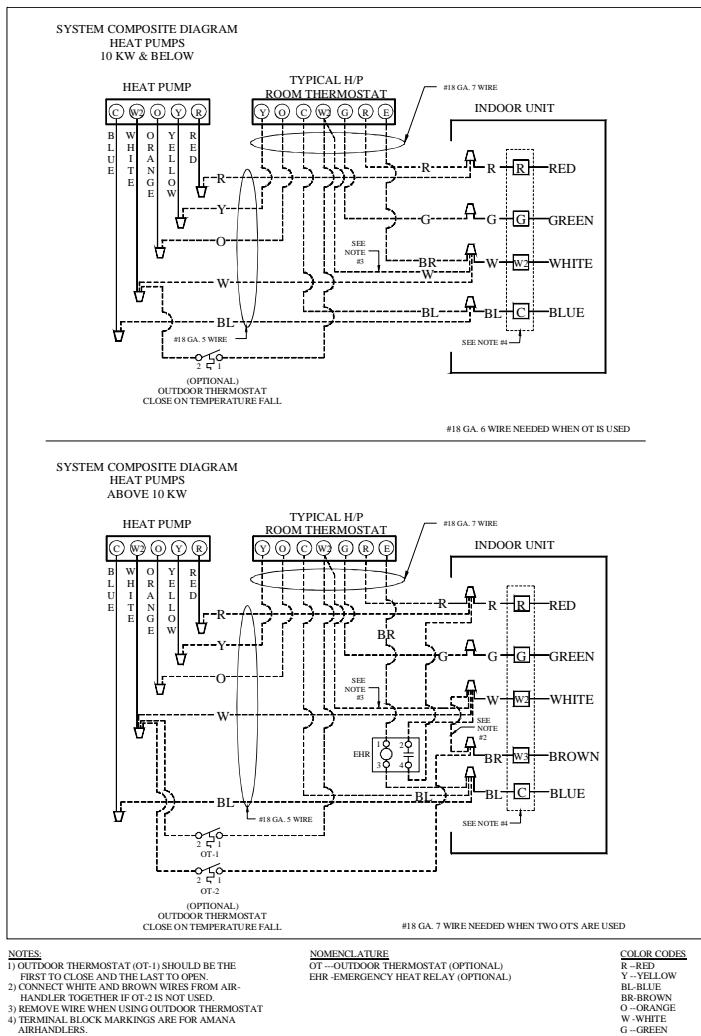 SYSTEM COMPOSITE DIAGRAM
HEAT PUMPS
10 KW & BELOW
HEAT PUMP
TYPICAL H/P
ROOM THERMOSTAT
#18 GA. 7 WIRE
INDOOR UNIT
C W2 O Y R
Y O C W2 G R E
BLUE
WHITE
ORANGE
YELLOW
RED
R
R R R RED
Y
G G G GREEN
O
SEE
NOTE
#3
BR
W W2 WHITE
W
W
BL
BL BL C BLUE
#18 GA. 5 WIRE
SEE NOTE #4
2 1
(OPTIONAL)
OUTDOOR THERMOSTAT
CLOSE ON TEMPERATURE FALL
#18 GA. 6 WIRE NEEDED WHEN OT IS USED
SYSTEM COMPOSITE DIAGRAM
HEAT PUMPS
ABOVE 10 KW
HEAT PUMP
TYPICAL H/P
ROOM THERMOSTAT
#18 GA. 7 WIRE
INDOOR UNIT
C W2 O Y R
Y O C W2 G R E
BLUE
WHITE
ORANGE
YELLOW
RED
R
R R R RED
Y
BR
G G G GREEN
O
SEE
NOTE
#3
W W2 WHITE
W
SEE
NOTE
#2
EHR
1 2
3 4
BR W3 BROWN
BL
BL BL C BLUE
#18 GA. 5 WIRE
SEE NOTE #4
2 1
OT-1
2 1
OT-2
(OPTIONAL)
OUTDOOR THERMOSTAT
CLOSE ON TEMPERATURE FALL
#18 GA. 7 WIRE NEEDED WHEN TWO OT'S ARE USED
NOTES:
1) OUTDOOR THERMOSTAT (OT-1) SHOULD BE THE
FIRST TO CLOSE AND THE LAST TO OPEN.
2) CONNECT WHITE AND BROWN WIRES FROM AIR-
HANDLER TOGETHER IF OT-2 IS NOT USED.
3) REMOVE WIRE WHEN USING OUTDOOR THERMOSTAT
4) TERMINAL BLOCK MARKINGS ARE FOR AMANA
AIRHANDLERS.
NOMENCLATURE
OT ---OUTDOOR THERMOSTAT (OPTIONAL)
EHR -EMERGENCY HEAT RELAY (OPTIONAL)
COLOR CODES
R --RED
Y --YELLOW
BL-BLUE
BR-BROWN
O --ORANGE
W -WHITE
G --GREEN